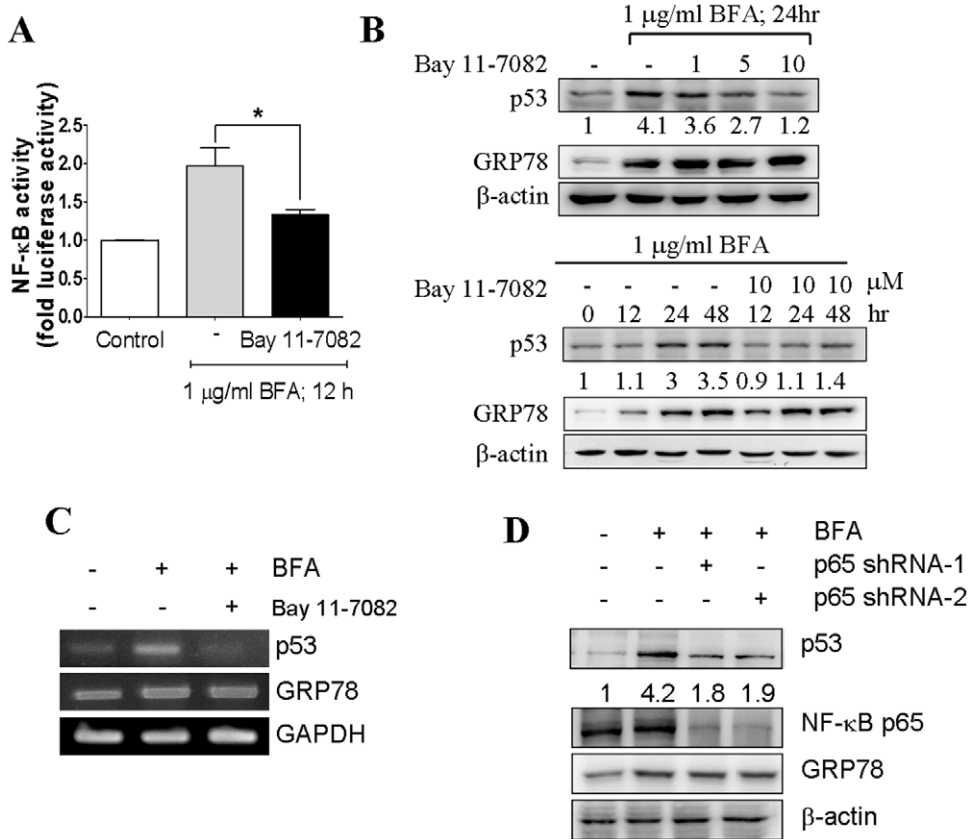 A
NF-κB activity
(fold luciferase activity)
2.5
2.0
1.5
1.0
0.5
0.0
*
Control
-
Bay 11-7082
1 μg/ml BFA; 12 h
B
1 μg/ml BFA; 24hr
Bay 11-7082 - - 1 5 10
p53
1 4.1 3.6 2.7 1.2
GRP78
β-actin
1 μg/ml BFA
Bay 11-7082 - - - - 10 10 10 μM
0 12 24 48 12 24 48 hr
p53
1 1.1 3 3.5 0.9 1.1 1.4
GRP78
β-actin
C
- + + BFA
- - + Bay 11-7082
p53
GRP78
GAPDH
D
- + + + BFA
- - + - p65 shRNA-1
- - - + p65 shRNA-2
p53
1 4.2 1.8 1.9
NF-κB p65
GRP78
β-actin